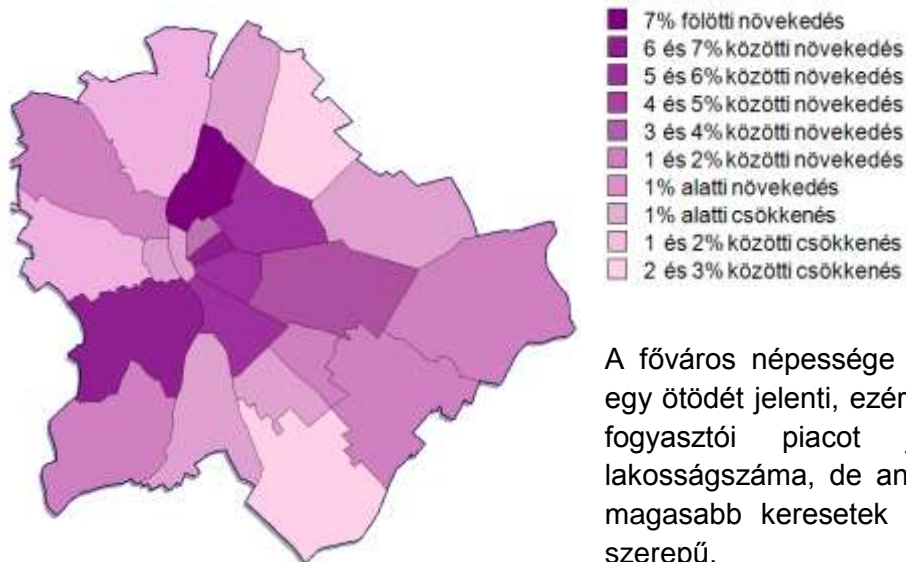 7% fölötti növekedés
6 és 7% közötti növekedés
5 és 6% közötti növekedés
4 és 5% közötti növekedés
3 és 4% közötti növekedés
1 és 2% közötti növekedés
1% alatti növekedés
1% alatti csökkenés
1 és 2% közötti csökkenés
2 és 3% közötti csökkenés
A főváros népessége
egy ötödét jelenti,
fogyasztói piacot
lakosságszáma, de
magasabb keresetek
szerepű.